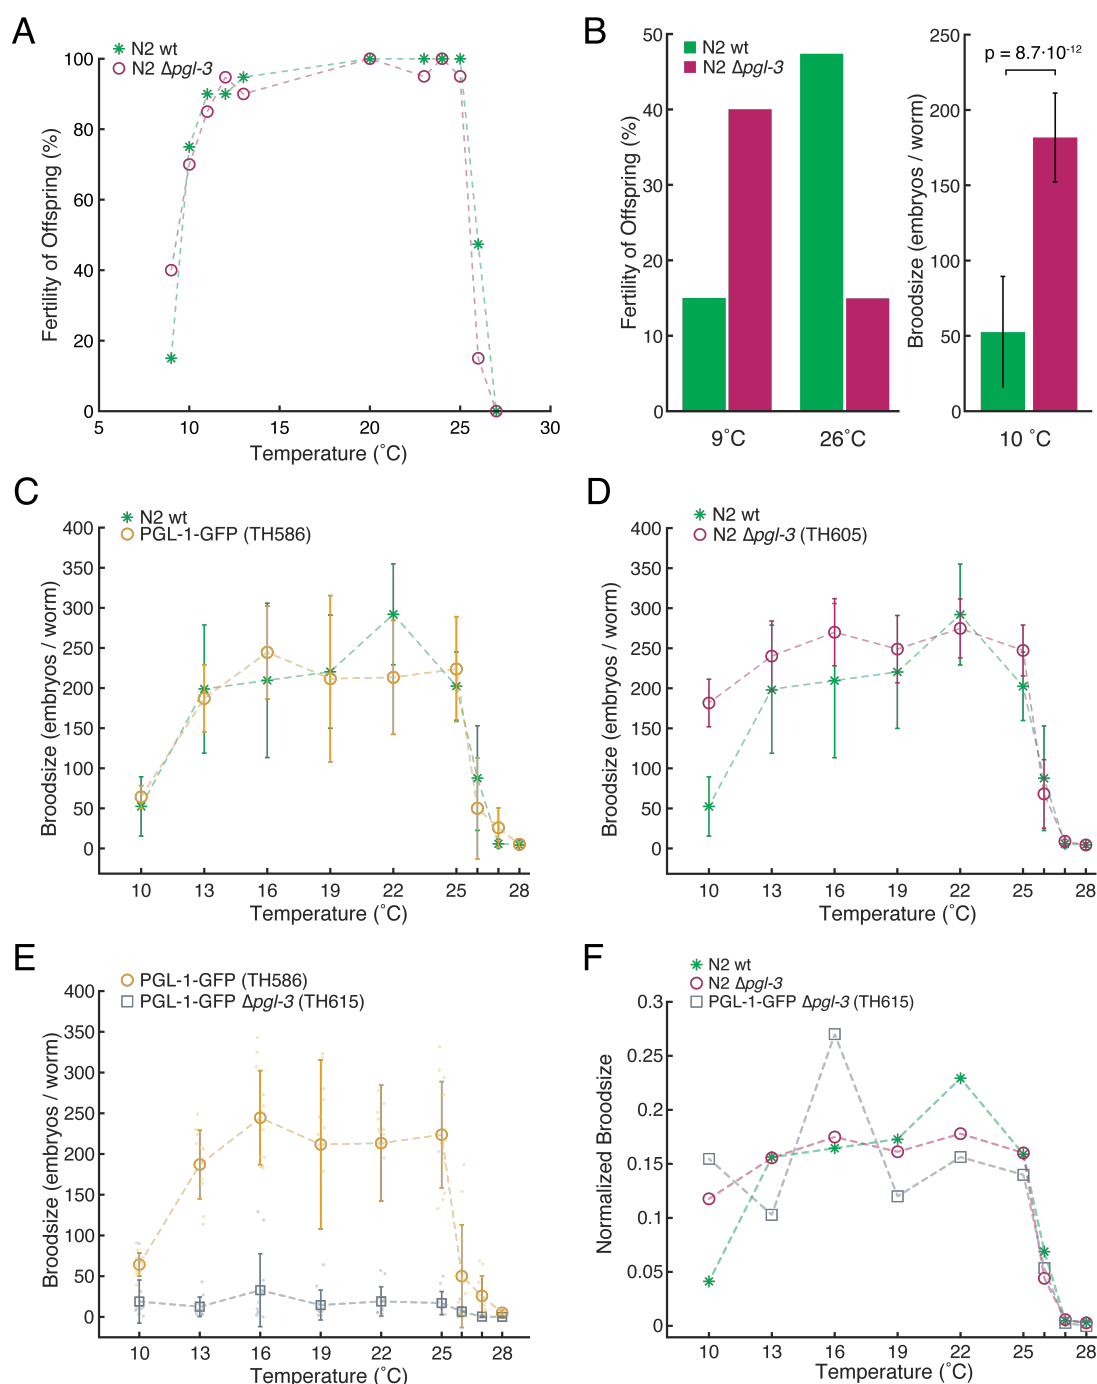 A
N2 wt
N2 Δpgl-3
100
80
60
40
20
0
5
10
15
20
25
30
Fertility of Offspring (%)
Temperature (˚C)
B
N2 wt
N2 Δpgl-3
50
40
30
20
10
0
Fertility of Offspring (%)
9˚C
26˚C
250
200
150
100
50
0
Broodsize (embryos / worm)
p = 8.7·10-12
10 ˚C
C
N2 wt
PGL-1-GFP (TH586)
400
350
300
250
200
150
100
50
0
Broodsize (embryos / worm)
10
13
16
19
22
25
28
Temperature (˚C)
D
N2 wt
N2 Δpgl-3 (TH605)
400
350
300
250
200
150
100
50
0
Broodsize (embryos / worm)
10
13
16
19
22
25
28
Temperature (˚C)
E
PGL-1-GFP (TH586)
PGL-1-GFP Δpgl-3 (TH615)
400
350
300
250
200
150
100
50
0
Broodsize (embryos / worm)
10
13
16
19
22
25
28
Temperature (˚C)
F
N2 wt
N2 Δpgl-3
PGL-1-GFP Δpgl-3 (TH615)
0.3
0.25
0.2
0.15
0.1
0.05
0
Normalized Broodsize
10
13
16
19
22
25
28
Temperature (˚C)